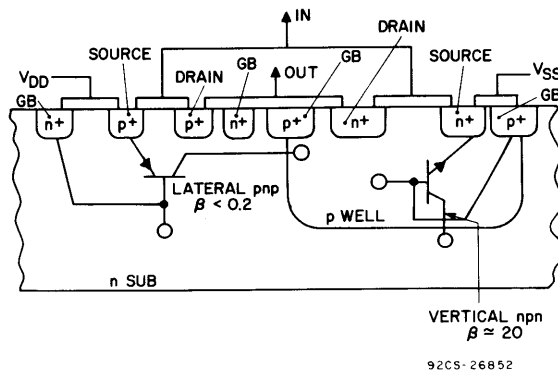 IN
SOURCE
GB
GB
SOURCE
VDD
DRAIN
OUT
DRAIN
VSS
GB
GB
n+
p+
p+
n+
p+
n+
n+
p+
LATERAL pnp
β < 0.2
p WELL
n SUB
VERTICAL npn
β ≃ 20
92CS-26852